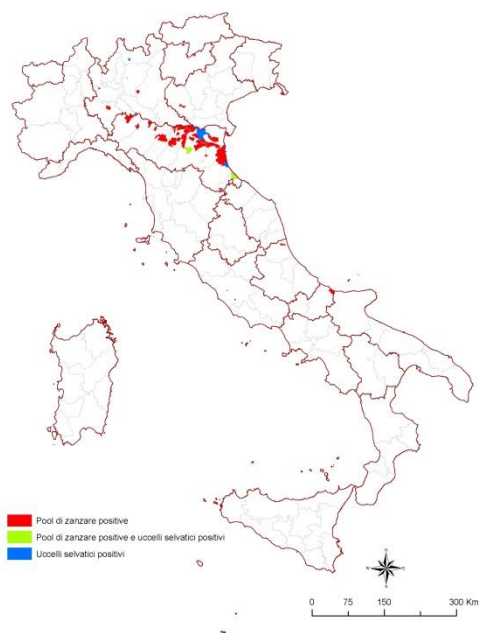 Pool di zanzare positive
Pool di zanzare positive e uccelli selvatici positivi
Uccelli selvatici positivi
0 75 150 300 Km